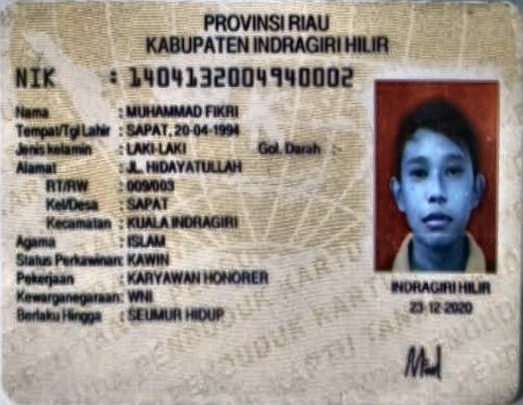 PROVINSI RIAU
KABUPATEN INDRAGIRI HILIR
NIK : 1404132004940002
Nama : MUHAMMAD FIKRI
Tempat/Tgl Lahir : SAPAT, 20-04-1994
Jenis kelamin : LAKI-LAKI Gol. Darah :-
Alamat : JL. HIDAYATULLAH
RT/RW : 009/003
Kel/Desa : SAPAT
Kecamatan : KUALA INDRAGIRI
Agama : ISLAM
Status Perkawinan: KAWIN
Pekerjaan : KARYAWAN HONORER
Kewarganegaraan: WNI
Berlaku Hingga : SEUMUR HIDUP
INDRAGIRI HILIR
23-12-2020